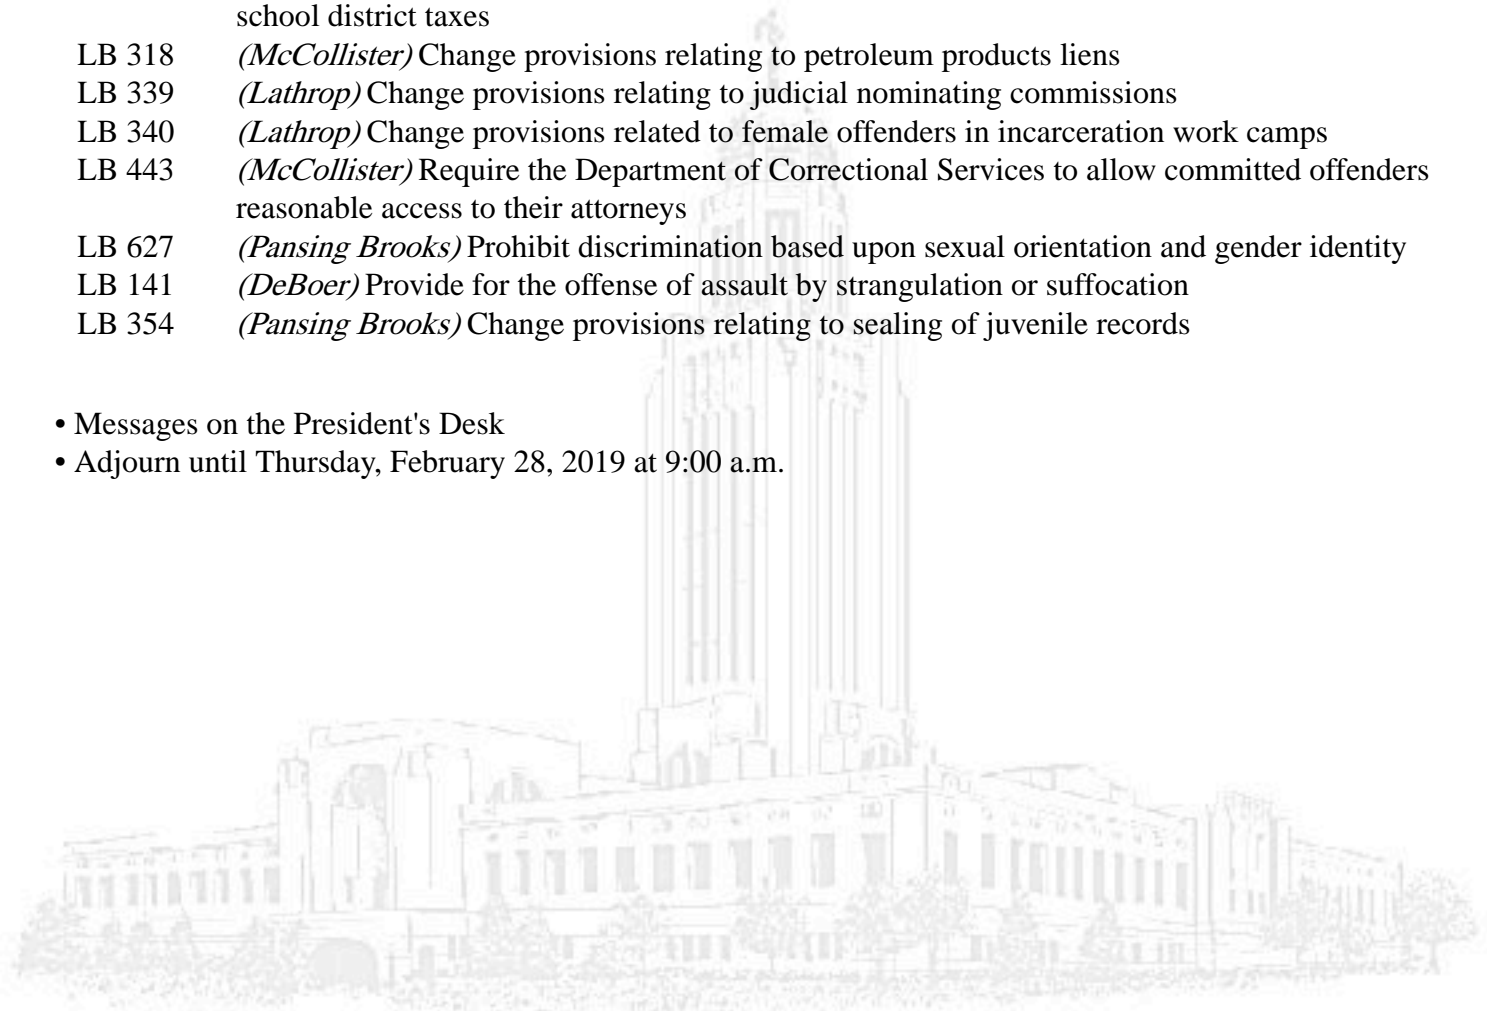 school district taxes
LB 318 (McCollister) Change provisions relating to petroleum products liens
LB 339 (Lathrop) Change provisions relating to judicial nominating commissions
LB 340 (Lathrop) Change provisions related to female offenders in incarceration work camps
LB 443 (McCollister) Require the Department of Correctional Services to allow committed offenders
reasonable access to their attorneys
LB 627 (Pansing Brooks) Prohibit discrimination based upon sexual orientation and gender identity
LB 141 (DeBoer) Provide for the offense of assault by strangulation or suffocation
LB 354 (Pansing Brooks) Change provisions relating to sealing of juvenile records
• Messages on the President's Desk
• Adjourn until Thursday, February 28, 2019 at 9:00 a.m.